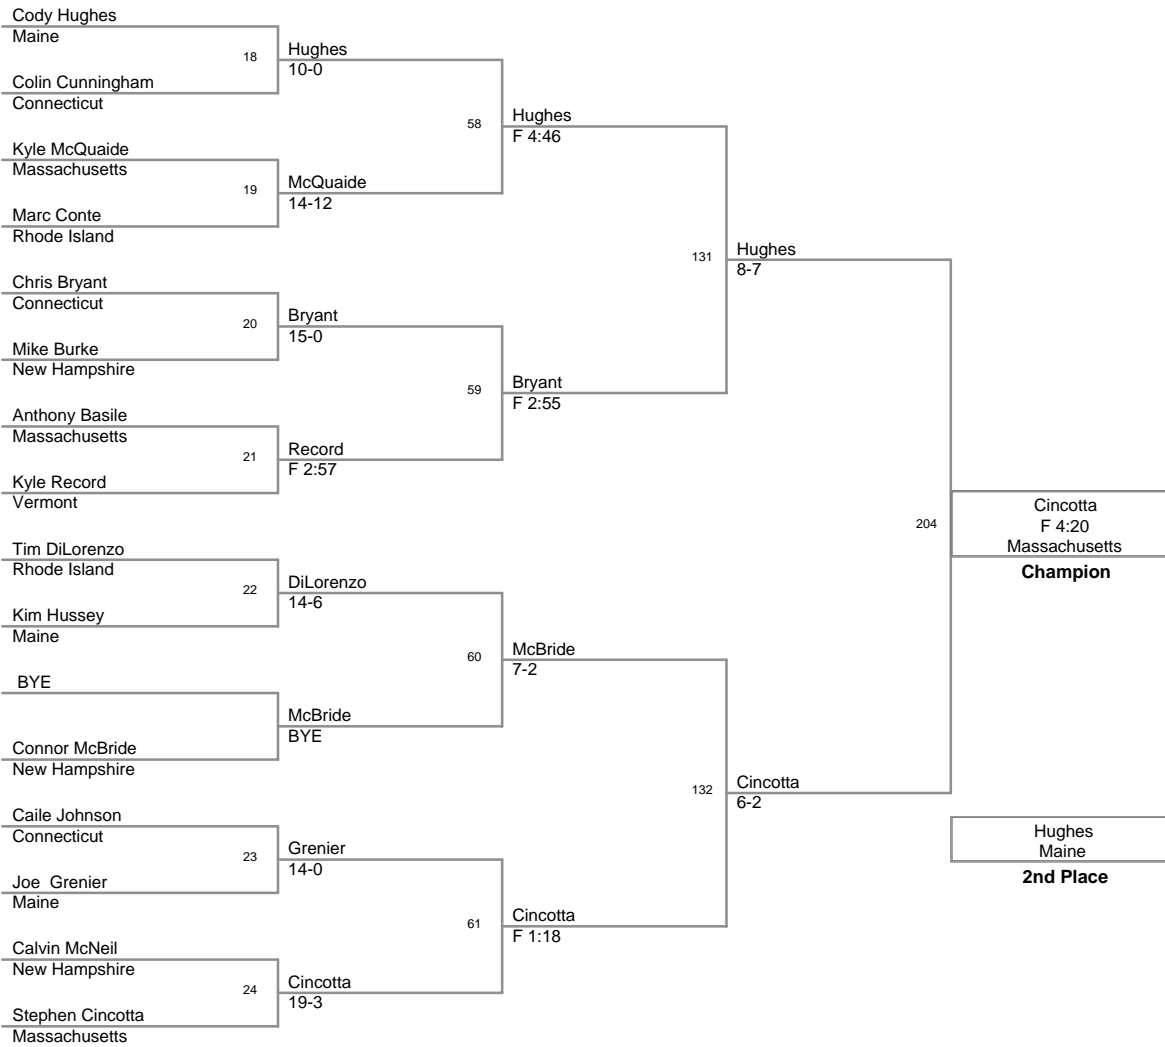 Cody Hughes
Maine
18
Colin Cunningham
Connecticut
Hughes
10-0
Kyle McQuaide
Massachusetts
19
Marc Conte
Rhode Island
McQuaide
14-12
58
Hughes
F 4:46
Chris Bryant
Connecticut
20
Mike Burke
New Hampshire
Bryant
15-0
Anthony Basile
Massachusetts
21
Kyle Record
Vermont
Record
F 2:57
59
Bryant
F 2:55
131
Hughes
8-7
Tim DiLorenzo
Rhode Island
22
Kim Hussey
Maine
DiLorenzo
14-6
BYE
Connor McBride
New Hampshire
McBride
BYE
60
McBride
7-2
Caile Johnson
Connecticut
23
Joe  Grenier
Maine
Grenier
14-0
Calvin McNeil
New Hampshire
24
Stephen Cincotta
Massachusetts
Cincotta
19-3
61
Cincotta
F 1:18
132
Cincotta
6-2
204
Cincotta
F 4:20
Massachusetts
Champion
Hughes
Maine
2nd Place